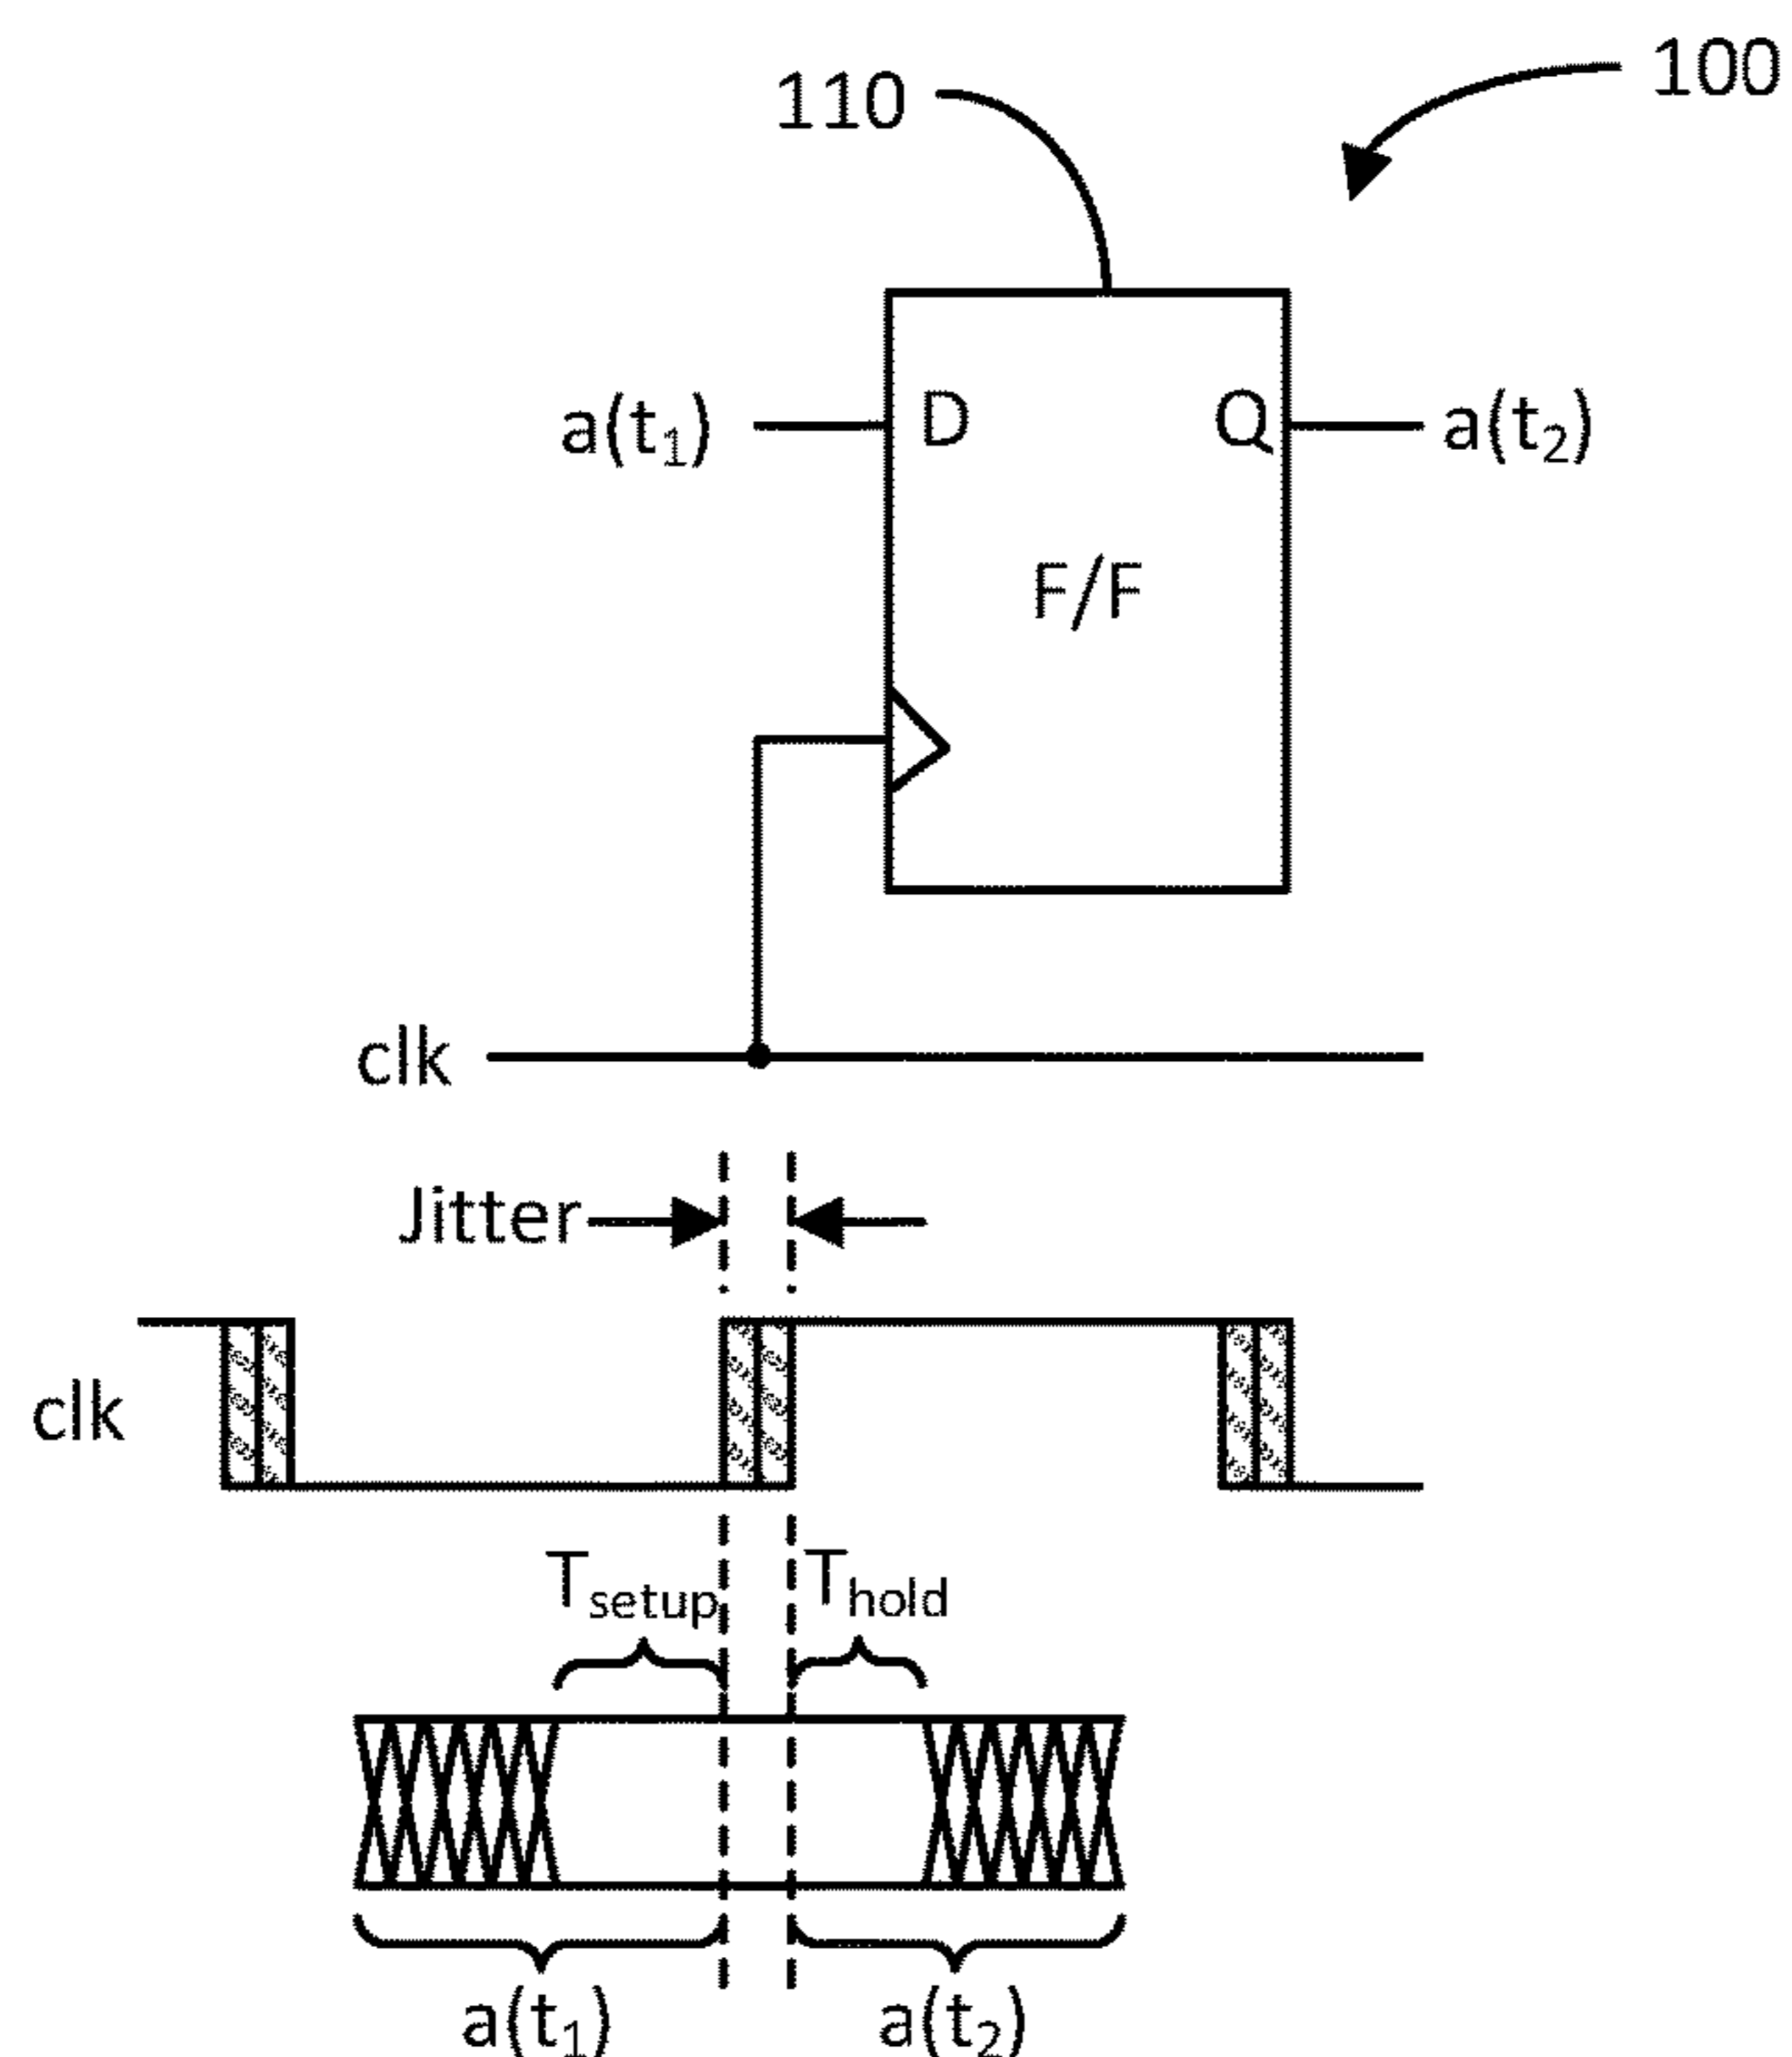 100
110
a(t₁) D Q a(t₂)
F/F
clk
Jitter
clk
Tsetup Thold
a(t₁) a(t₂)